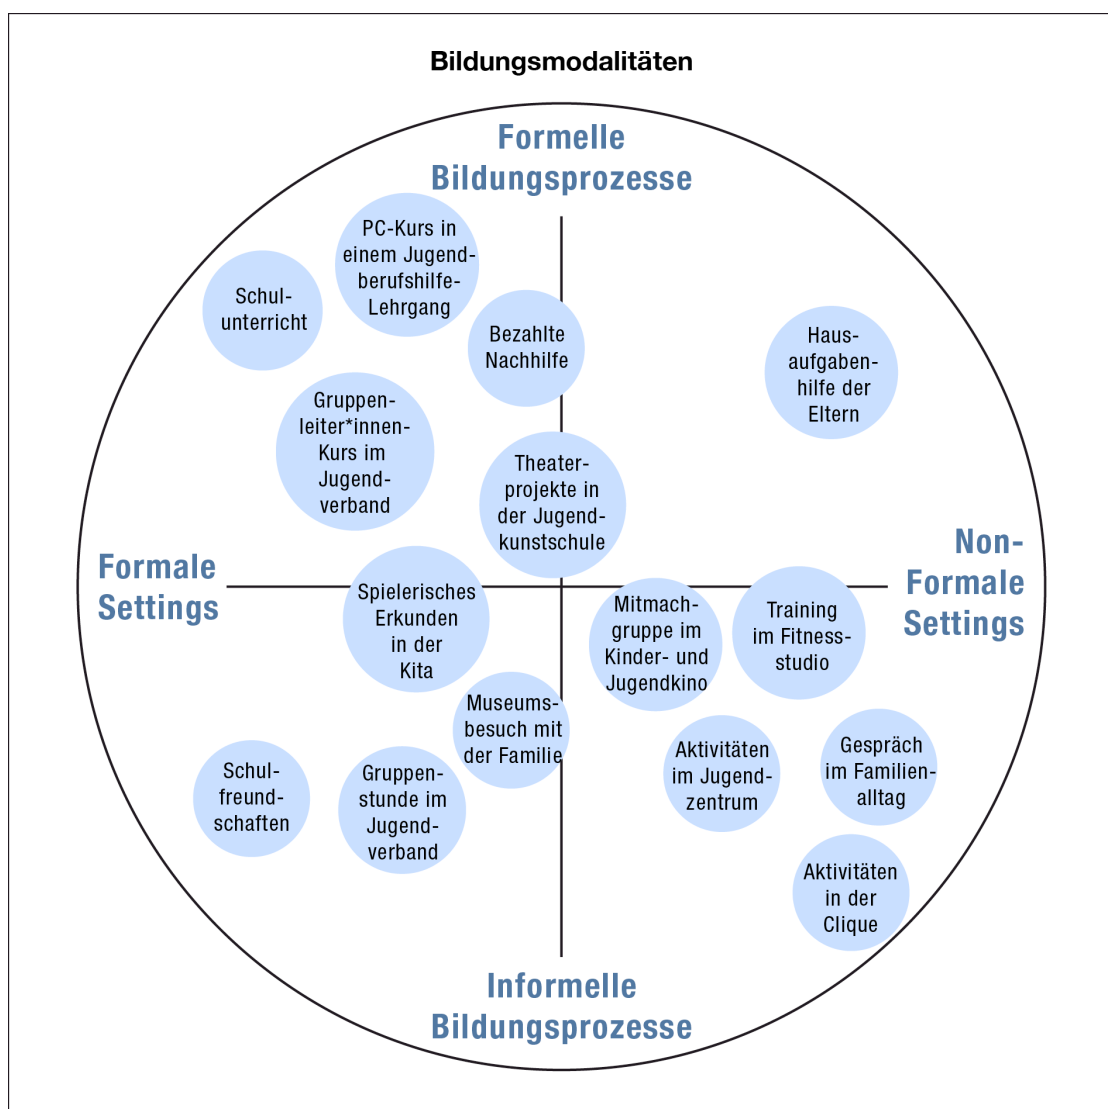 Bildungsmodalitäten
Formelle
Bildungsprozesse
PC-Kurs in
einem Jugend-
berufshilfe-
Lehrgang
Schul-
unterricht
Bezahlte
Nachhilfe
Haus-
aufgaben-
hilfe der
Eltern
Gruppen-
leiter*innen-
Kurs im
Jugend-
verband
Theater-
projekte in
der Jugend-
kunstschule
Formale
Settings
Non-
Formale
Settings
Spielerisches
Erkunden
in der
Kita
Mitmach-
gruppe im
Kinder- und
Jugendkino
Training
im Fitness-
studio
Museums-
besuch mit
der Familie
Aktivitäten
im Jugend-
zentrum
Gespräch
im Familien-
alltag
Schul-
freund-
schaften
Gruppen-
stunde im
Jugend-
verband
Aktivitäten
in der
Clique
Informelle
Bildungsprozesse